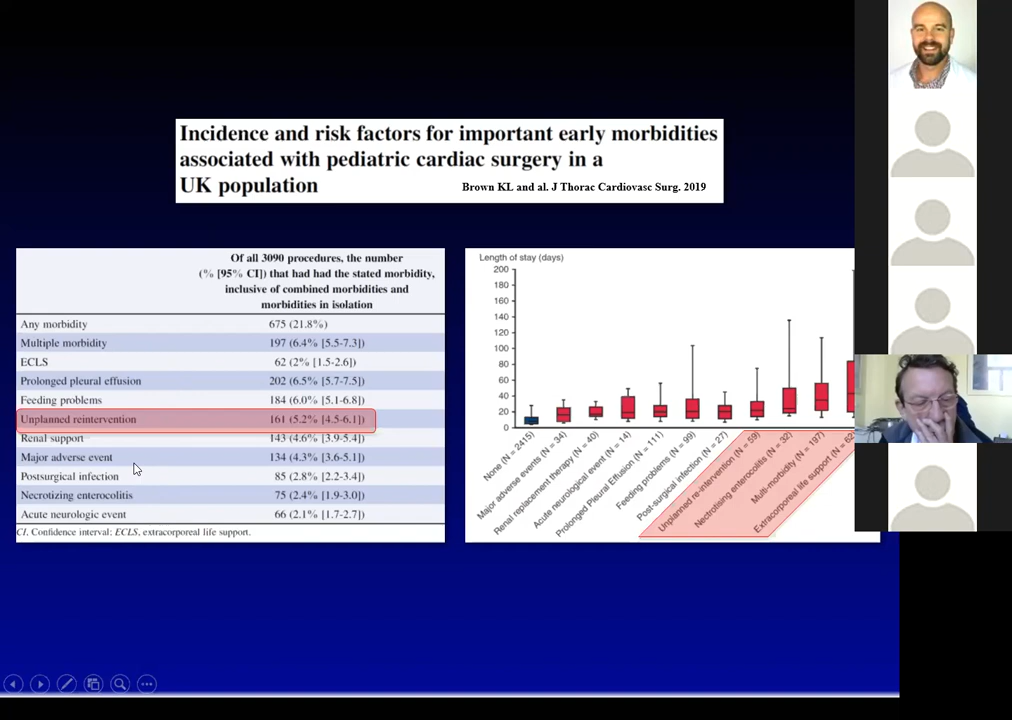 Incidence and risk factors for important early morbidities
associated with pediatric cardiac surgery in a
UK population
Brown KL and al. J Thorac Cardiovasc Surg. 2019
Of all 3090 procedures, the number
(% [95% CI]) that had had the stated morbidity,
inclusive of combined morbidities and
morbidities in isolation
Any morbidity 675 (21.8%)
Multiple morbidity 197 (6.4% [5.5-7.3])
ECLS 62 (2% [1.5-2.6])
Prolonged pleural effusion 202 (6.5% [5.7-7.5])
Feeding problems 184 (6.0% [5.1-6.8])
Unplanned reintervention 161 (5.2% [4.5-6.1])
Renal support 143 (4.6% [3.9-5.4])
Major adverse event 134 (4.3% [3.6-5.1])
Postsurgical infection 85 (2.8% [2.2-3.4])
Necrotizing enterocolitis 75 (2.4% [1.9-3.0])
Acute neurologic event 66 (2.1% [1.7-2.7])
CI, Confidence interval; ECLS, extracorporeal life support.
Length of stay (days)
200
180
160
140
120
100
80
60
40
20
0
None (N = 2415)
Major adverse events (N = 34)
Renal replacement therapy (N = 40)
Acute neurological event (N = 14)
Prolonged Pleural Effusion (N = 111)
Feeding problems (N = 99)
Post-surgical infection (N = 27)
Unplanned re-intervention (N = 59)
Nectrotising enterocolitis (N = 32)
Multi-morbidity (N = 197)
Extracorporeal life support (N = 62